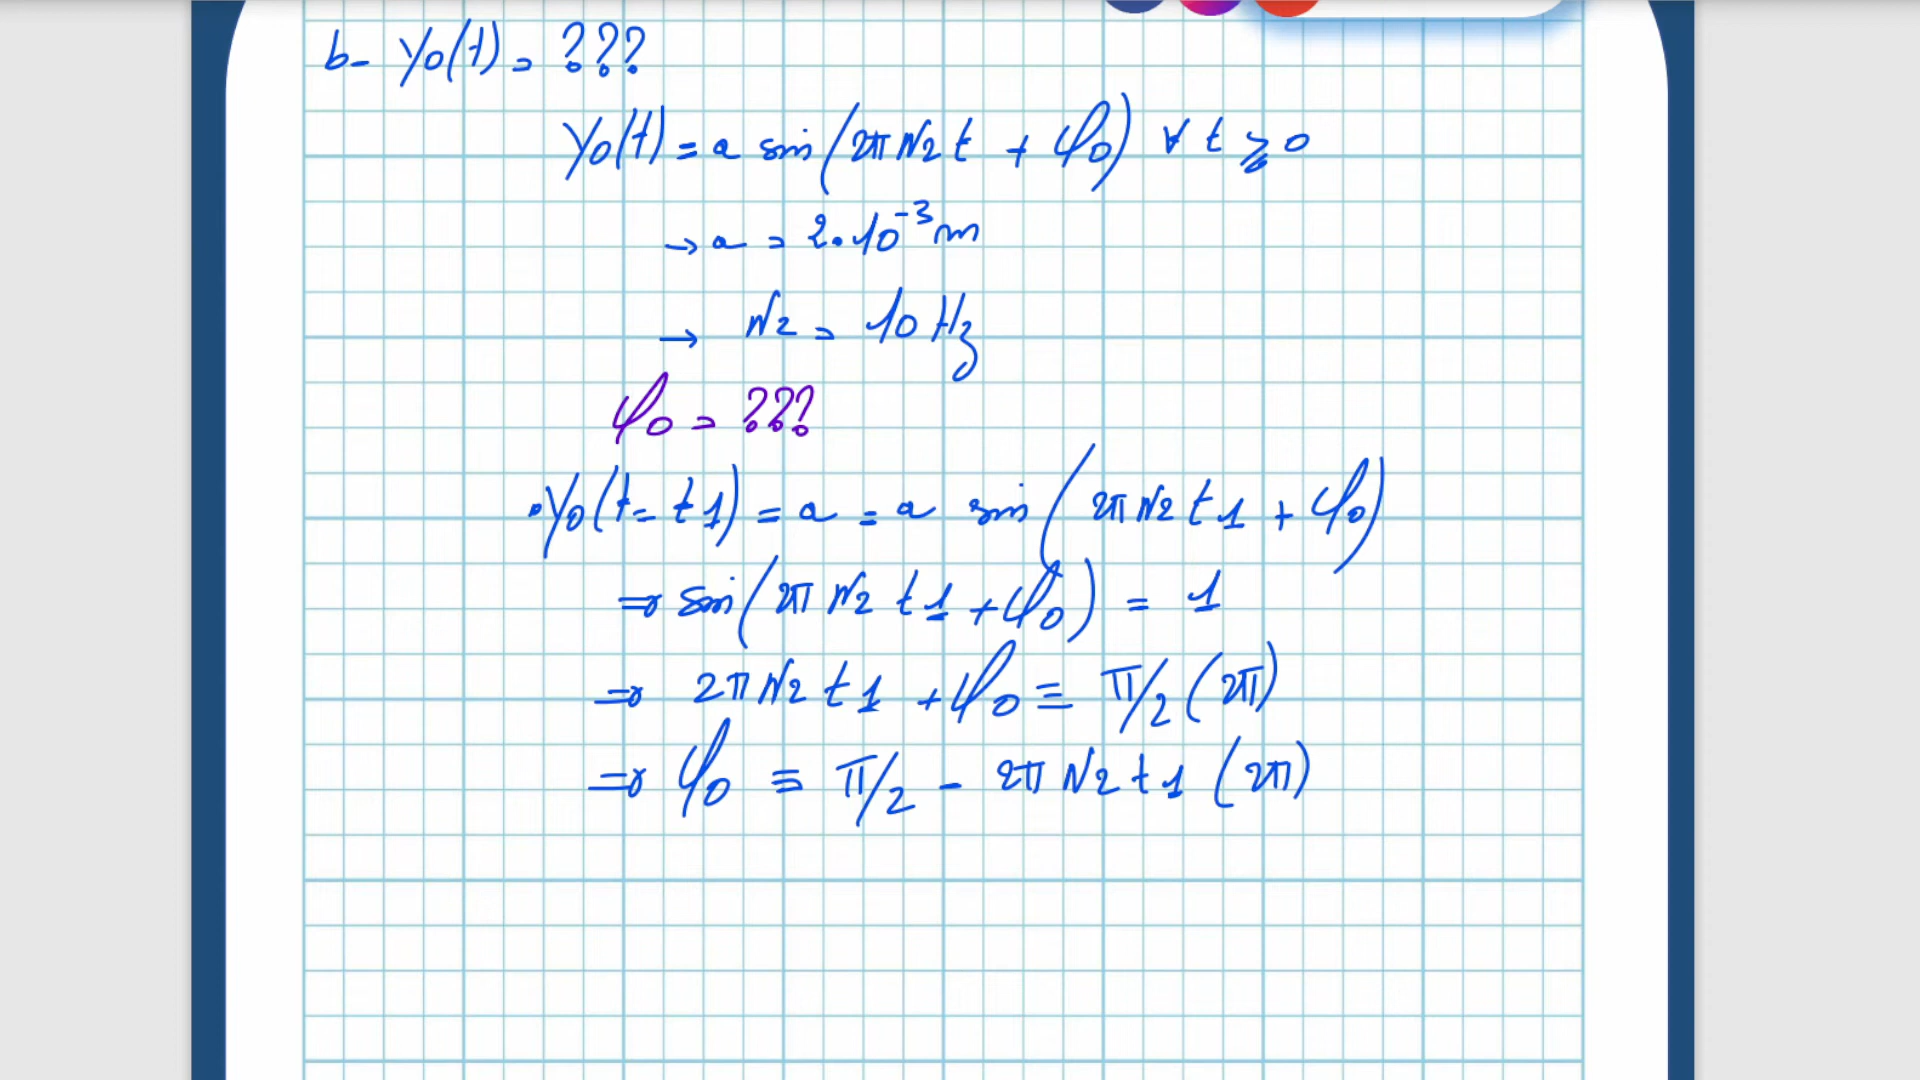 b- y0(t) = ???
y0(t) = a sin(2π N2 t + φ0) ∀ t ⩾ 0
→ a = 2.10⁻³ m
→ N2 = 10 Hz
φ0 = ???
• y0(t = t1) = a = a sin(2π N2 t1 + φ0)
⇒ sin(2π N2 t1 + φ0) = 1
⇒ 2π N2 t1 + φ0 ≡ π/2 (2π)
⇒ φ0 ≡ π/2 - 2π N2 t1 (2π)